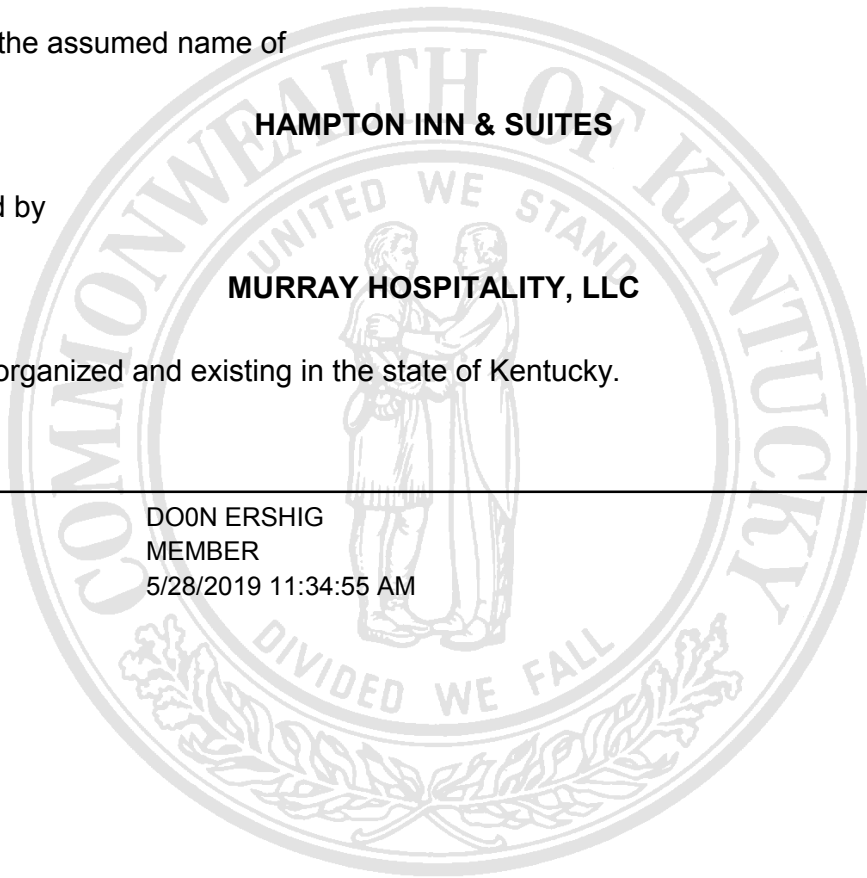 the assumed name of
HAMPTON INN & SUITES
d by
MURRAY HOSPITALITY, LLC
organized and existing in the state of Kentucky.
DO0N ERSHIG
MEMBER
5/28/2019 11:34:55 AM
COMMONWEALTH OF KENTUCKY
UNITED WE STAND
DIVIDED WE FALL